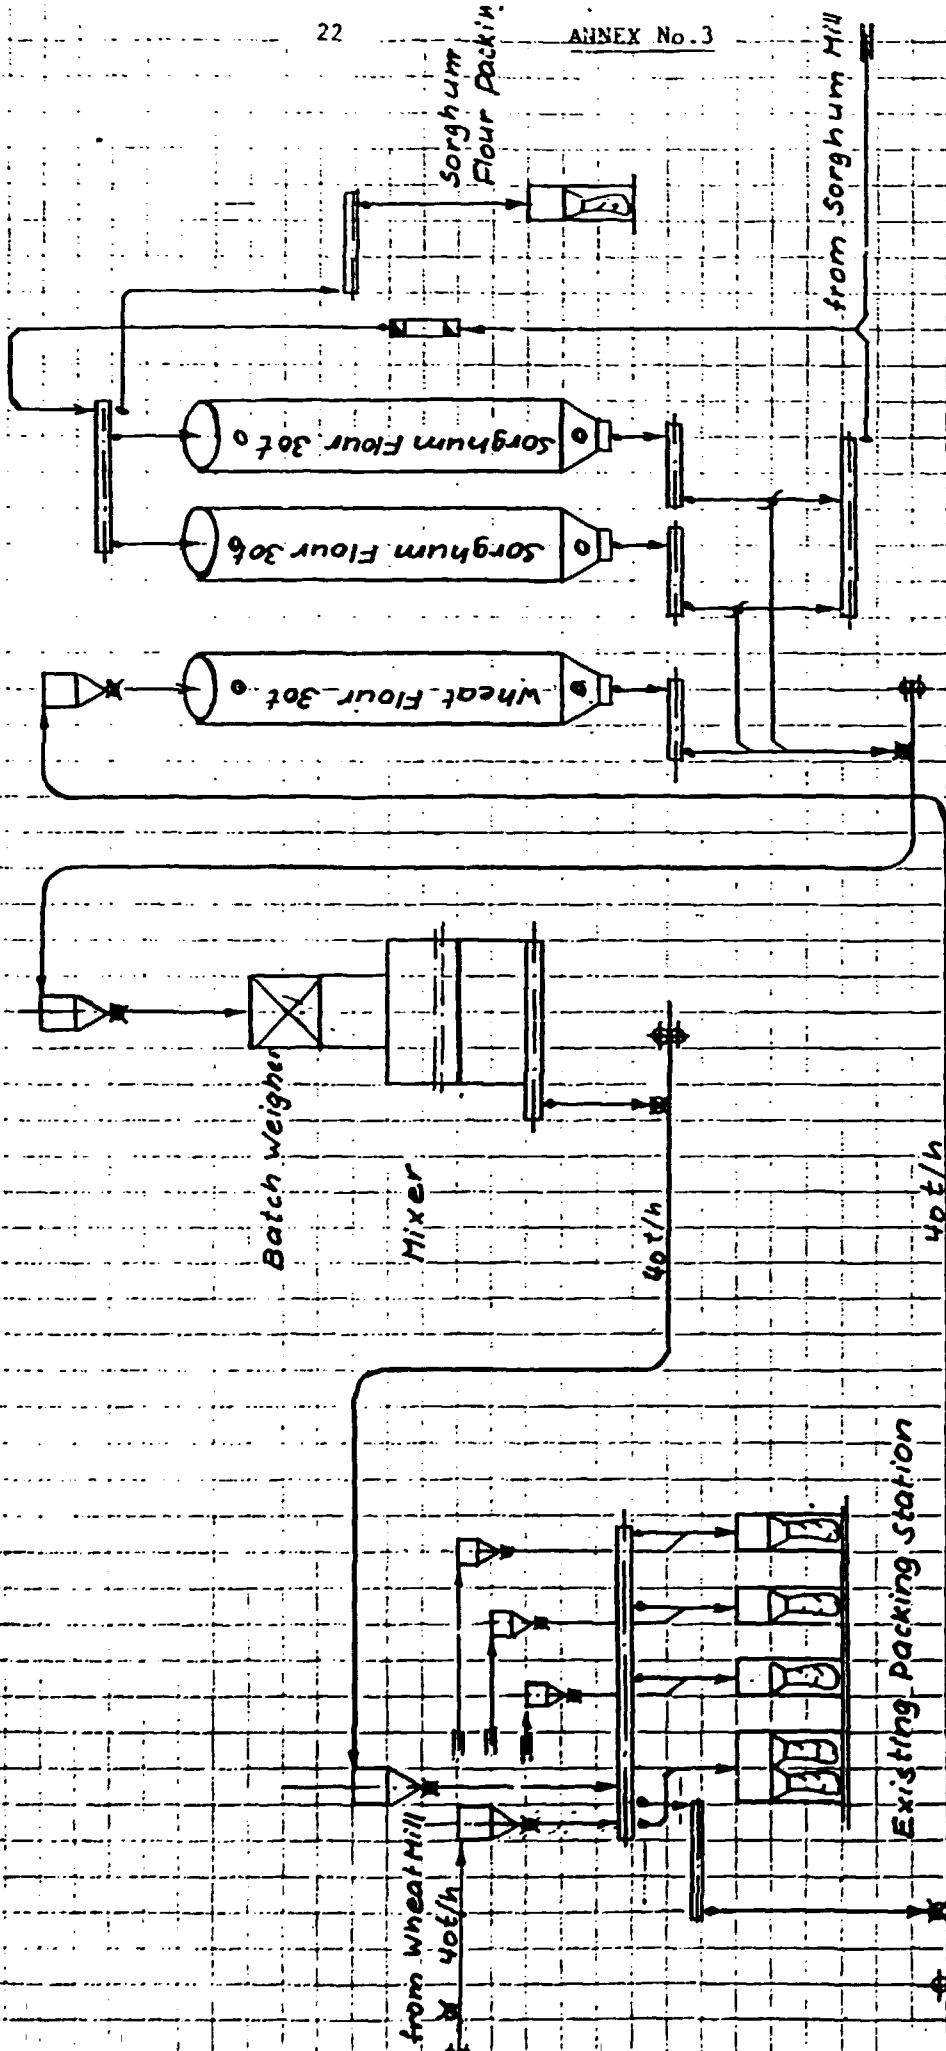 22
ANNEX No.3
Sorghum
Flour Packin
from Sorghum Mill
Sorghum Flour 30t
Sorghum Flour 30t
Wheat Flour 30t
Batch Weigher
Mixer
40t/h
40t/h
from Wheat Mill
40t/h
Existing Packing Station